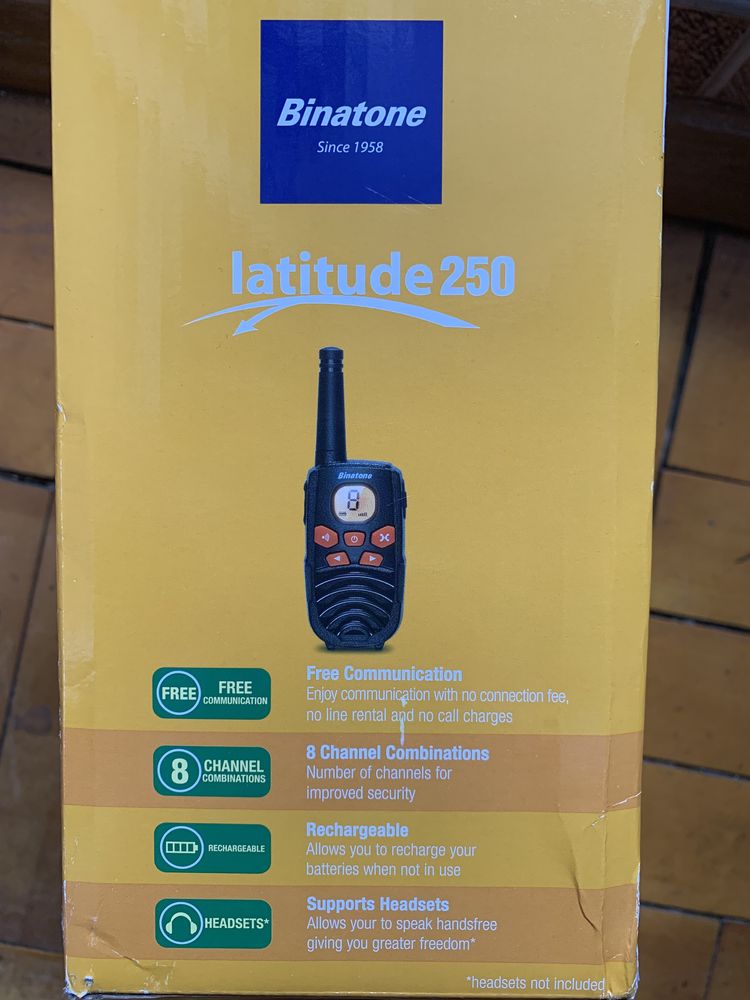 Binatone
Since 1958
latitude 250
Binatone
8
FREE
FREE
COMMUNICATION
Free Communication
Enjoy communication with no connection fee,
no line rental and no call charges
8
CHANNEL
COMBINATIONS
8 Channel Combinations
Number of channels for
improved security
RECHARGEABLE
Rechargeable
Allows you to recharge your
batteries when not in use
HEADSETS*
Supports Headsets
Allows your to speak handsfree
giving you greater freedom*
*headsets not included